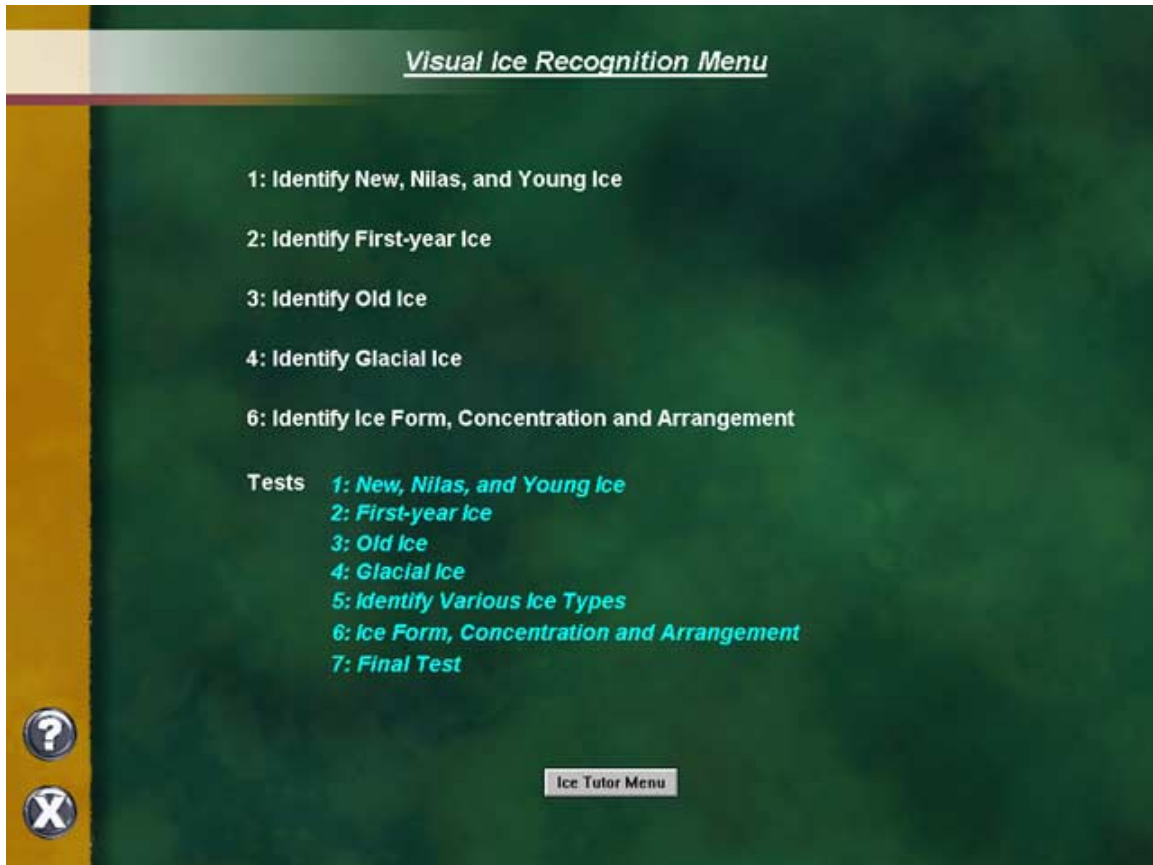 Visual Ice Recognition Menu
1: Identify New, Nilas, and Young Ice
2: Identify First-year Ice
3: Identify Old Ice
4: Identify Glacial Ice
6: Identify Ice Form, Concentration and Arrangement
Tests 1: New, Nilas, and Young Ice
2: First-year Ice
3: Old Ice
4: Glacial Ice
5: Identify Various Ice Types
6: Ice Form, Concentration and Arrangement
7: Final Test
?
Ice Tutor Menu
X